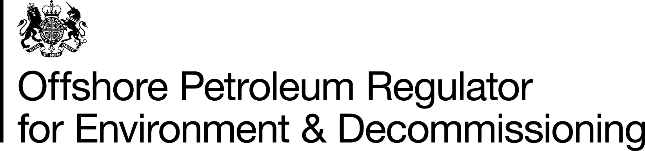 Offshore Petroleum Regulator
for Environment & Decommissioning